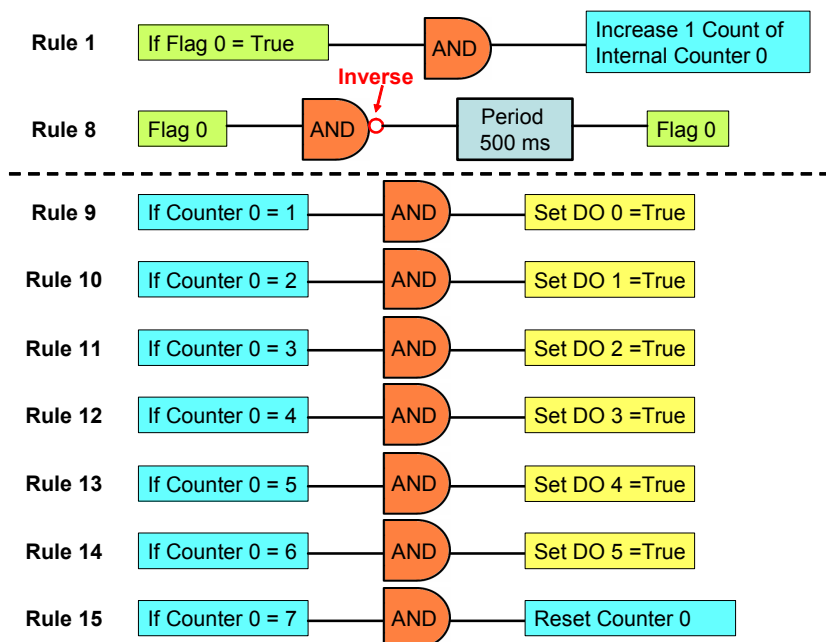 Rule 1
If Flag 0 = True
AND
Increase 1 Count of
Internal Counter 0
Inverse
Rule 8
Flag 0
AND
Period
500 ms
Flag 0
Rule 9
If Counter 0 = 1
AND
Set DO 0 =True
Rule 10
If Counter 0 = 2
AND
Set DO 1 =True
Rule 11
If Counter 0 = 3
AND
Set DO 2 =True
Rule 12
If Counter 0 = 4
AND
Set DO 3 =True
Rule 13
If Counter 0 = 5
AND
Set DO 4 =True
Rule 14
If Counter 0 = 6
AND
Set DO 5 =True
Rule 15
If Counter 0 = 7
AND
Reset Counter 0